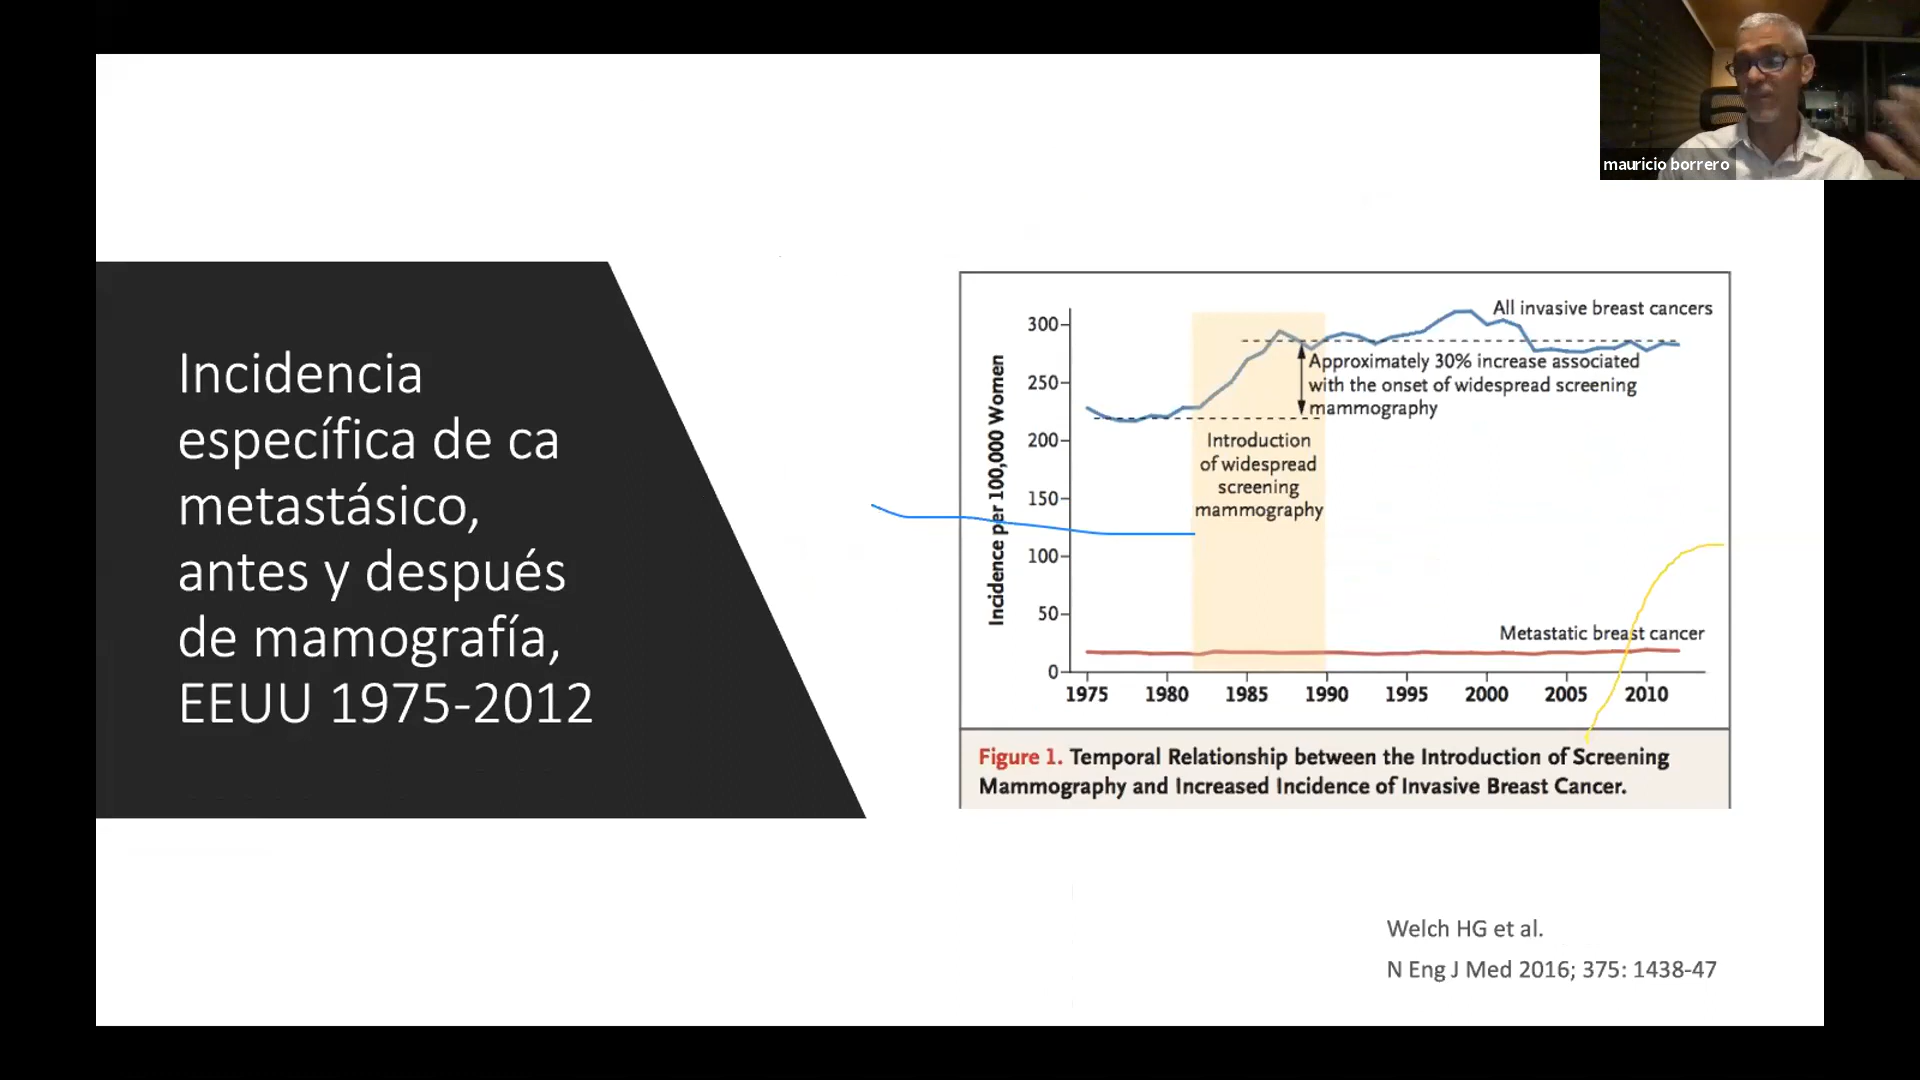 mauricio borrero
Incidencia
específica de ca
metastásico,
antes y después
de mamografía,
EEUU 1975-2012
Incidence per 100,000 Women
300
250
200
150
100
50
0
1975 1980 1985 1990 1995 2000 2005 2010
All invasive breast cancers
Approximately 30% increase associated
with the onset of widespread screening
mammography
Introduction
of widespread
screening
mammography
Metastatic breast cancer
Figure 1. Temporal Relationship between the Introduction of Screening
Mammography and Increased Incidence of Invasive Breast Cancer.
Welch HG et al.
N Eng J Med 2016; 375: 1438-47